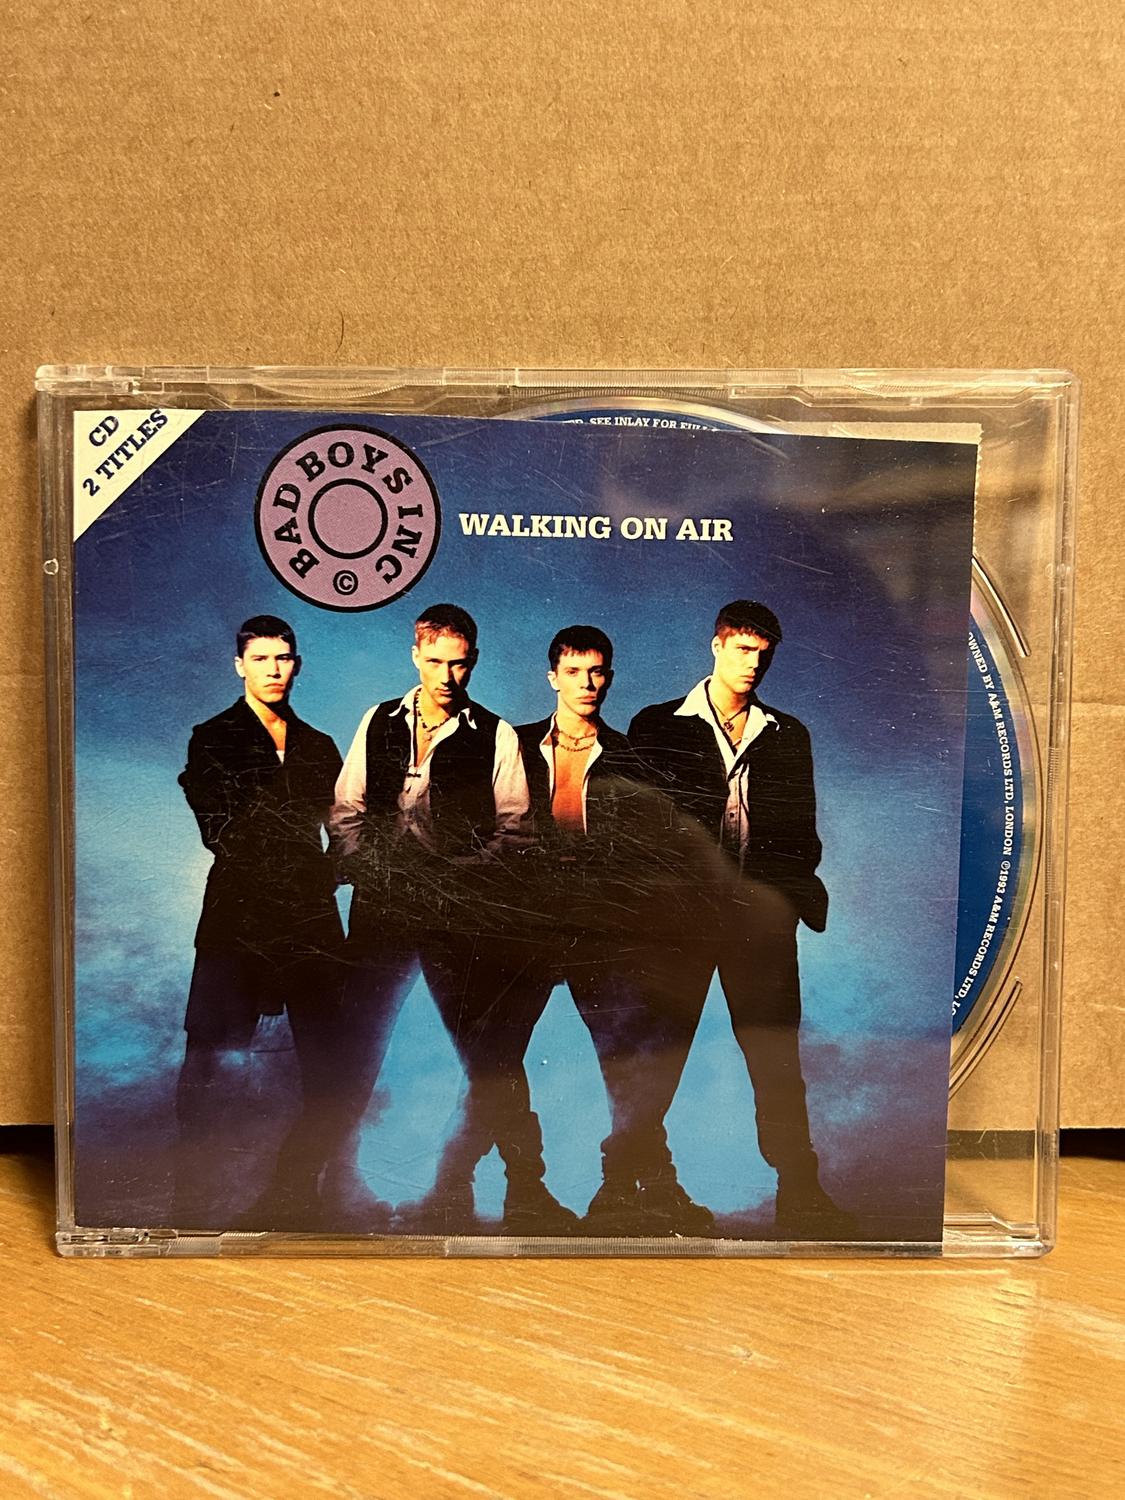 CD
2 TITLES
BAD BOYS INC ©
WALKING ON AIR
SEE INLAY FOR
OWNED BY A&M RECORDS LTD, LONDON ℗1993 A&M RECORDS LTD,